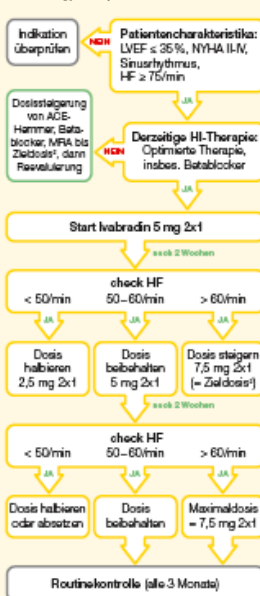 Indikation
überprüfen
NEIN
Patientencharakteristika:
LVEF ≤ 35%, NYHA II-IV,
Sinusrhythmus,
HF ≥ 75/min
JA
Dosissteigerung
von ACE-
Hemmer, Beta-
blocker, MRA bis
Zieldosis², dann
Reevaluierung
NEIN
Derzeitige HI-Therapie:
Optimierte Therapie,
insbes. Betablocker
JA
Start Ivabradin 5 mg 2x1
nach 2 Wochen
check HF
< 50/min 50–60/min > 60/min
JA JA JA
Dosis
halbieren
2,5 mg 2x1
Dosis
beibehalten
5 mg 2x1
Dosis steigern
7,5 mg 2x1
(= Zieldosis⁴)
nach 2 Wochen
check HF
< 50/min 50–60/min > 60/min
JA JA JA
Dosis halbieren
oder absetzen
Dosis
beibehalten
Maximaldosis
= 7,5 mg 2x1
Routinekontrolle (alle 3 Monate)